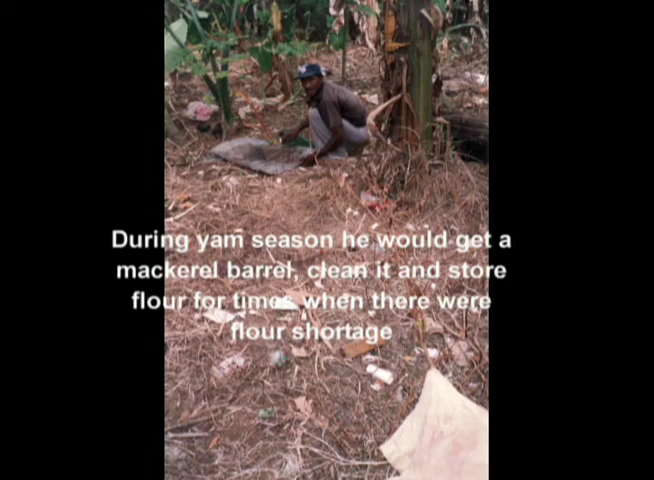 During yam season he would get a
mackerel barrel, clean it and store
flour for times when there were
flour shortage